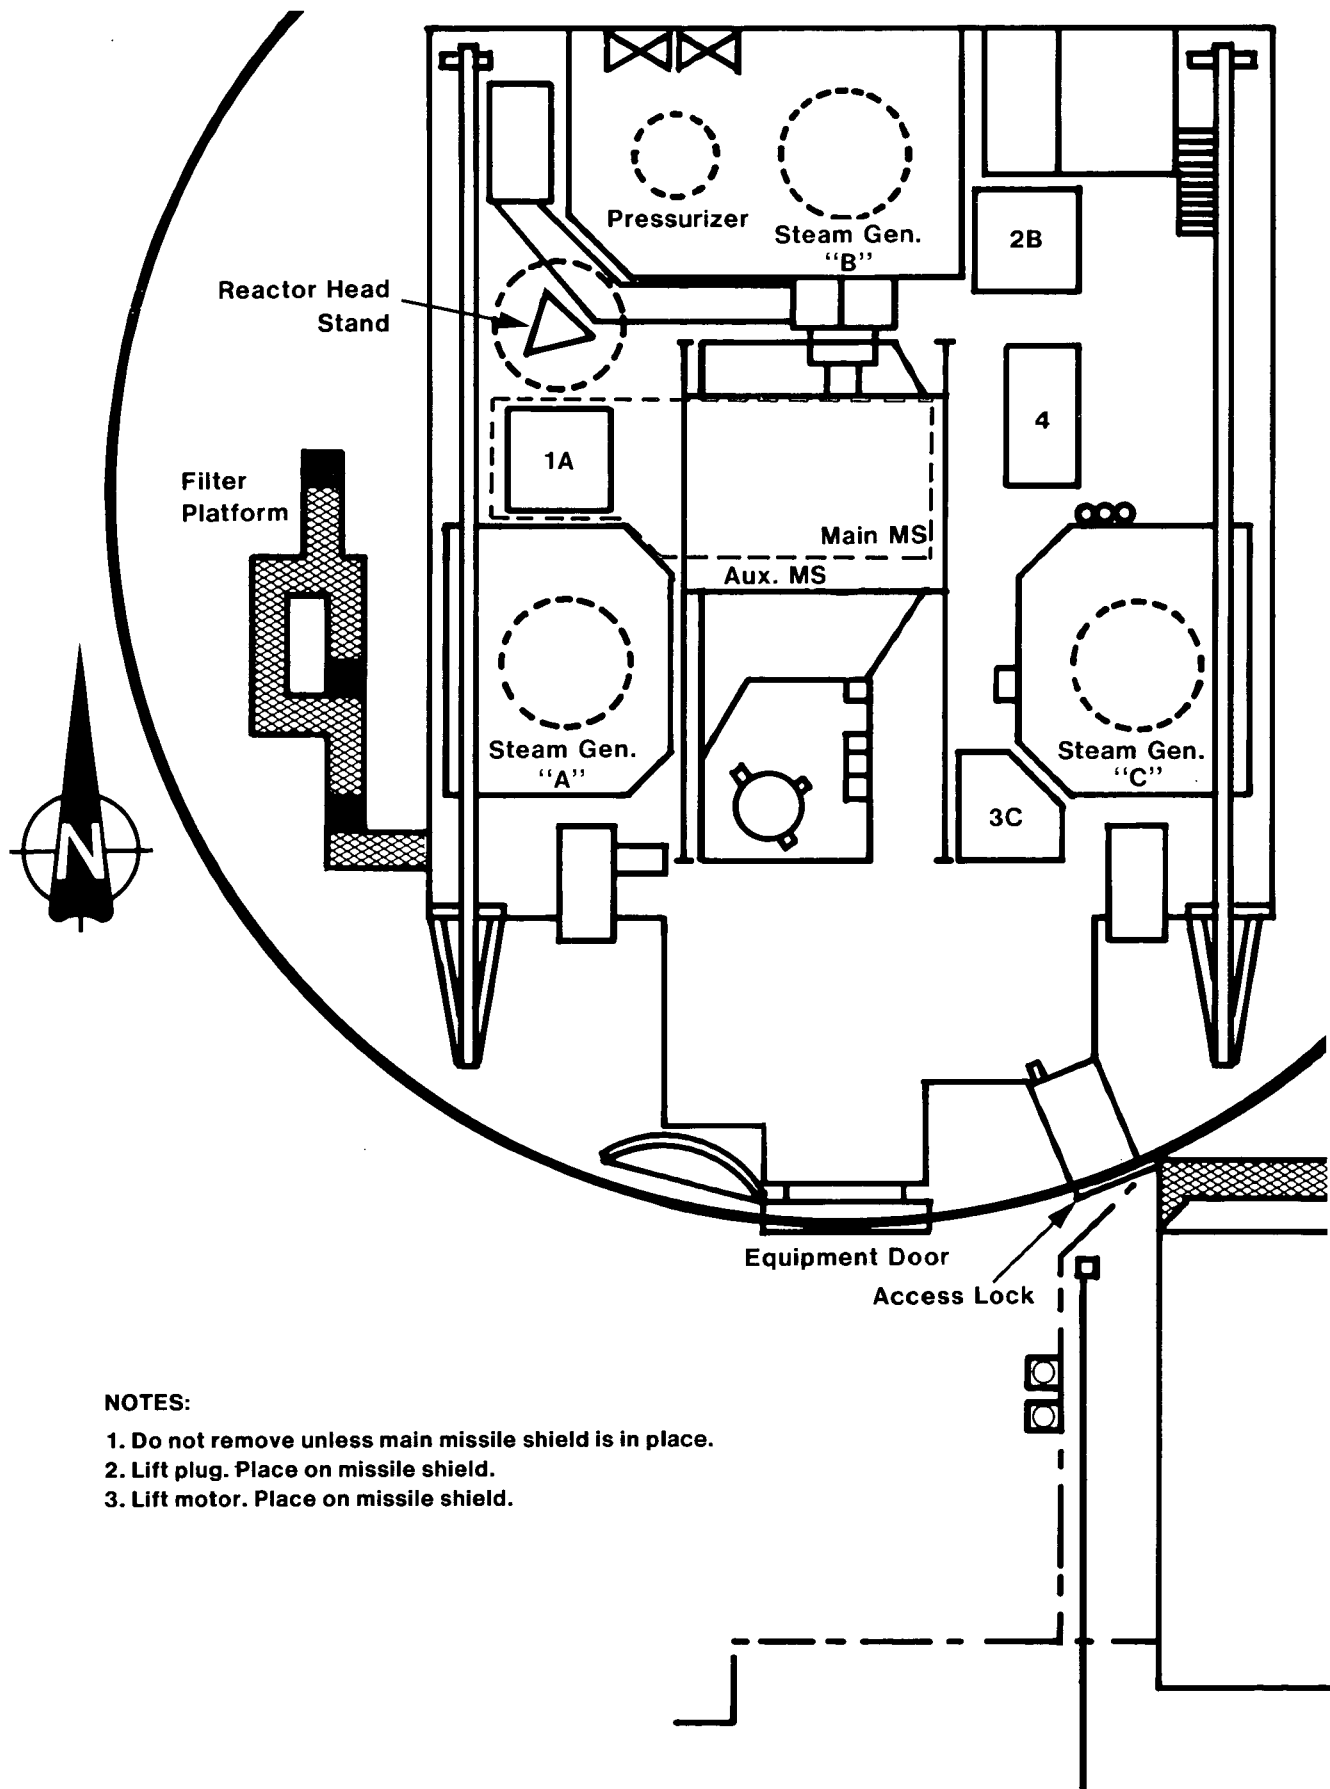 Pressurizer
Steam Gen.
“B”
2B
Reactor Head
Stand
4
1A
Filter
Platform
Main MS
Aux. MS
Steam Gen.
“A”
Steam Gen.
“C”
3C
N
Equipment Door
Access Lock
NOTES:
1. Do not remove unless main missile shield is in place.
2. Lift plug. Place on missile shield.
3. Lift motor. Place on missile shield.